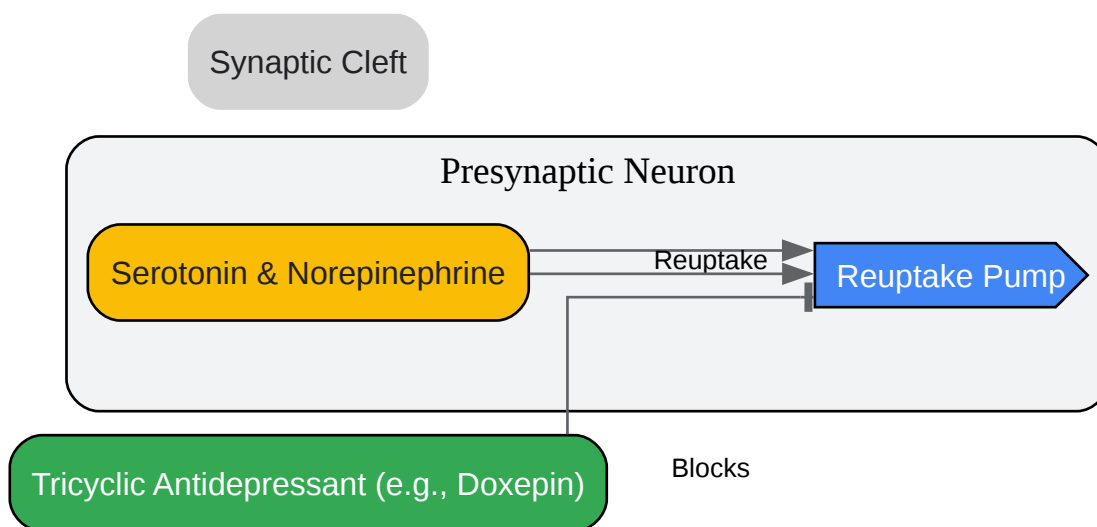 Synaptic Cleft
Presynaptic Neuron
Serotonin & Norepinephrine
Reuptake
Reuptake Pump
Tricyclic Antidepressant (e.g., Doxepin)
Blocks